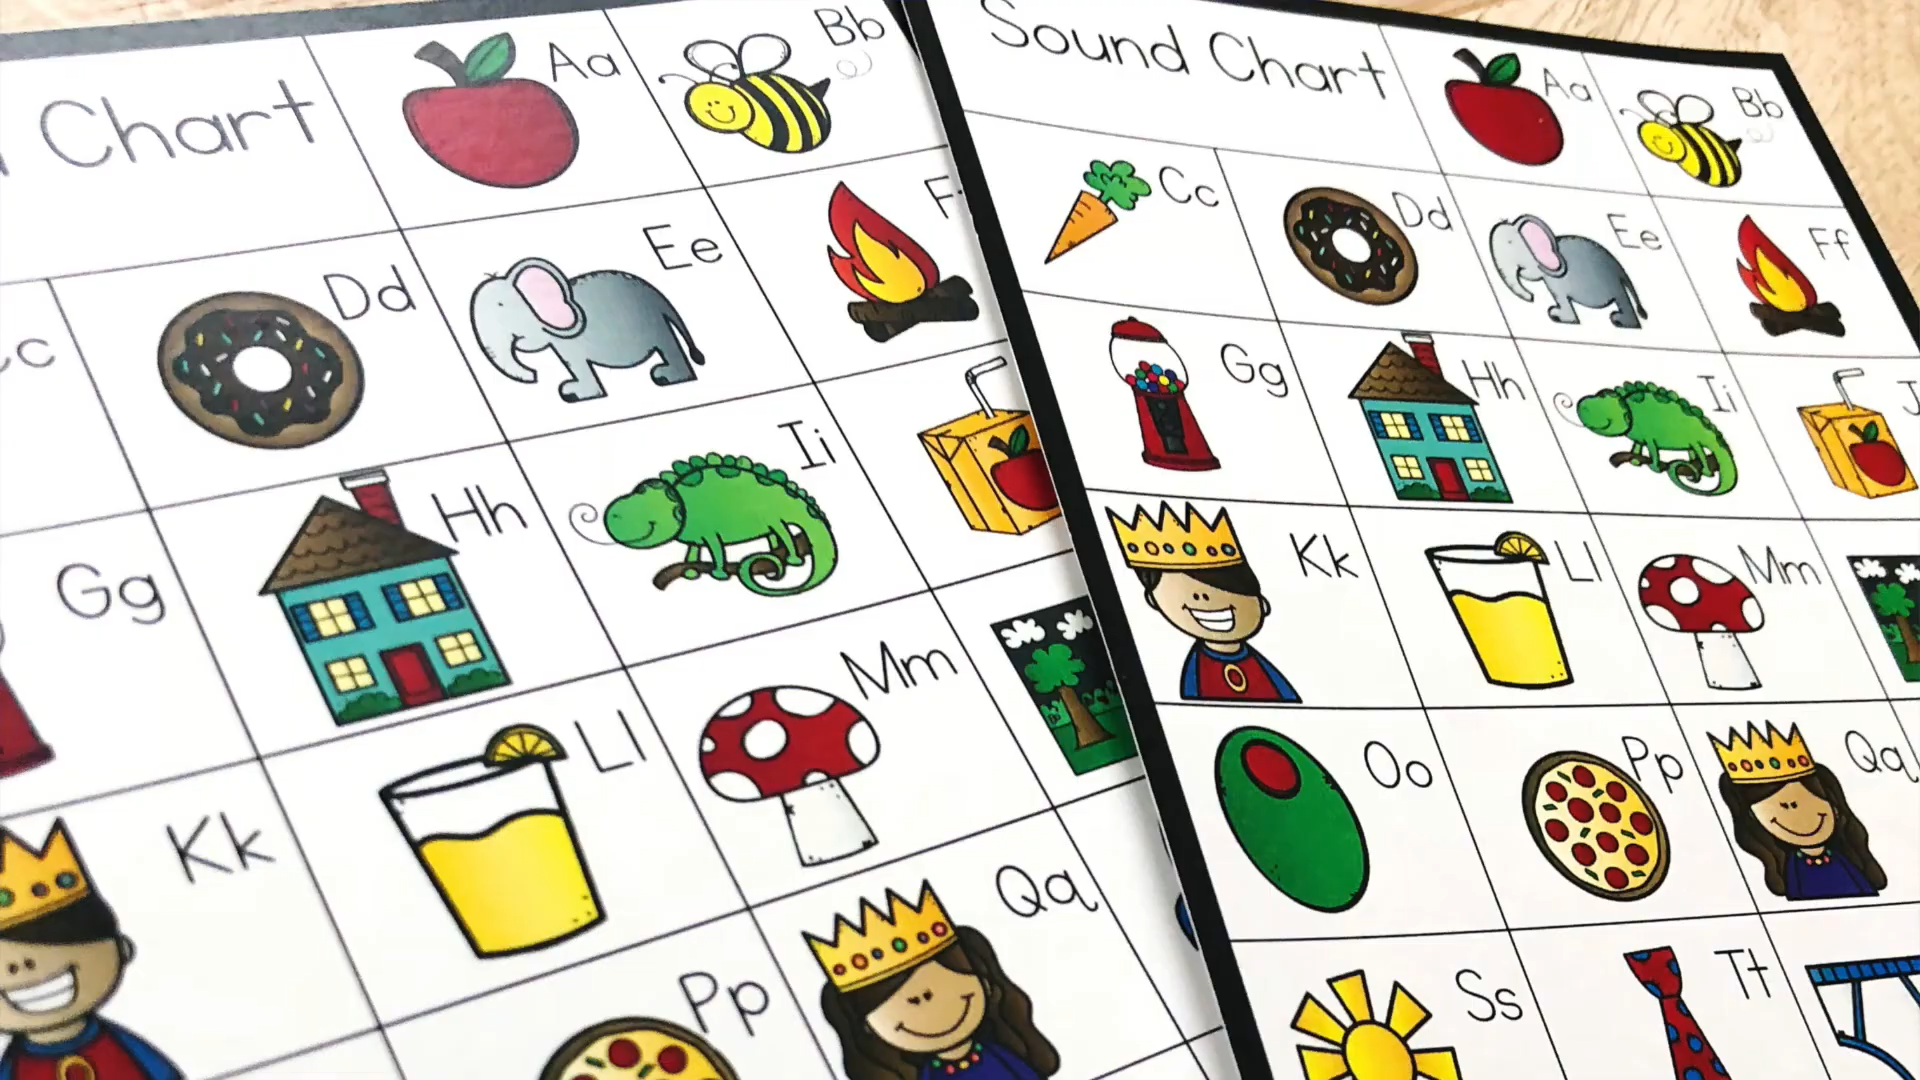 Chart
Aa
Bb
Dd
Ee
Gg
Hh
Ii
Kk
Ll
Mm
Pp
Qq
Sound Chart
Aa
Bb
Cc
Dd
Ee
Ff
Gg
Hh
Ii
Kk
Ll
Mm
Oo
Pp
Qq
Ss
Tt